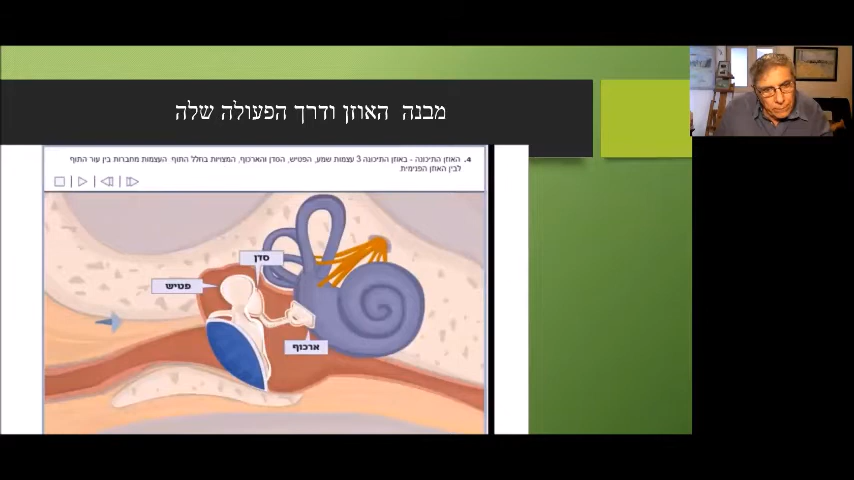 מבנה האוזן ודרך הפעולה שלה
4. האוזן התיכונה - באוזן התיכונה 3 עצמות שמע, הפטיש, הסדן והארכוף, המצויות בחלל התוף העצמות מחברות בין עור התוף
לבין האוזן הפנימית.
סדן
פטיש
ארכוף